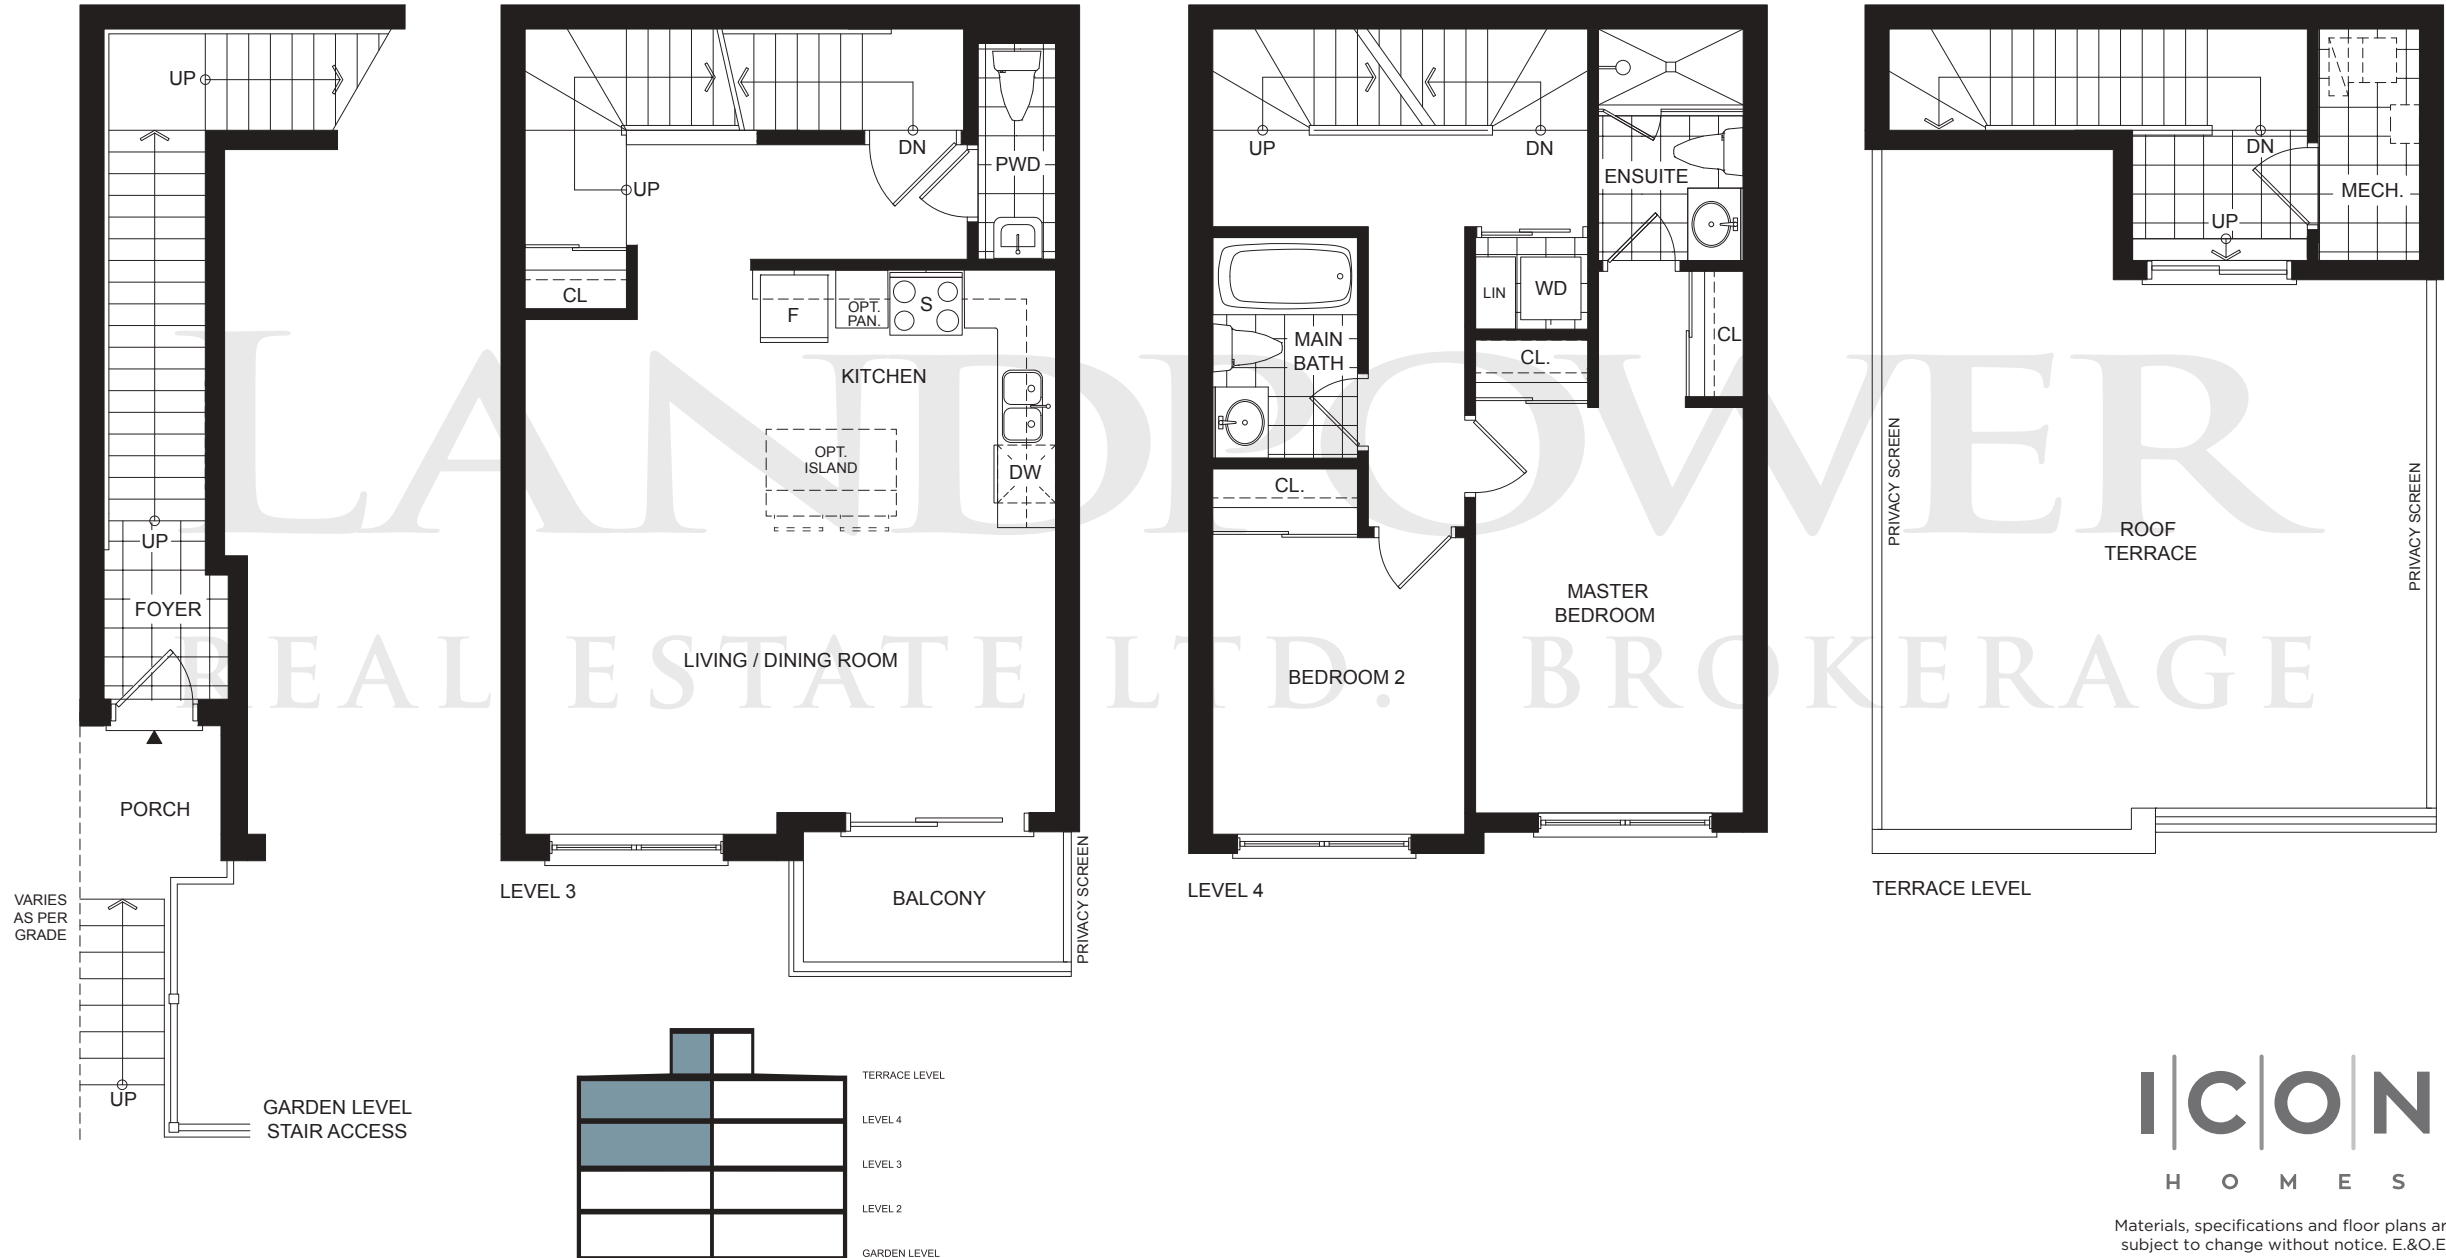 UP
UP
FOYER
PORCH
VARIES
AS PER
GRADE
UP
GARDEN LEVEL
STAIR ACCESS
UP
DN
PWD
CL
F
OPT.
PAN.
S
KITCHEN
OPT.
ISLAND
DW
LIVING / DINING ROOM
BALCONY
PRIVACY SCREEN
LEVEL 3
UP
DN
ENSUITE
LIN
WD
CL
MAIN
BATH
CL.
CL.
MASTER
BEDROOM
BEDROOM 2
LEVEL 4
DN
MECH.
UP
PRIVACY SCREEN
PRIVACY SCREEN
ROOF
TERRACE
TERRACE LEVEL
LANDPOWER
REAL ESTATE LTD. BROKERAGE
TERRACE LEVEL
LEVEL 4
LEVEL 3
LEVEL 2
GARDEN LEVEL
ICON
HOMES
Materials, specifications and floor plans ar
subject to change without notice. E.&O.E